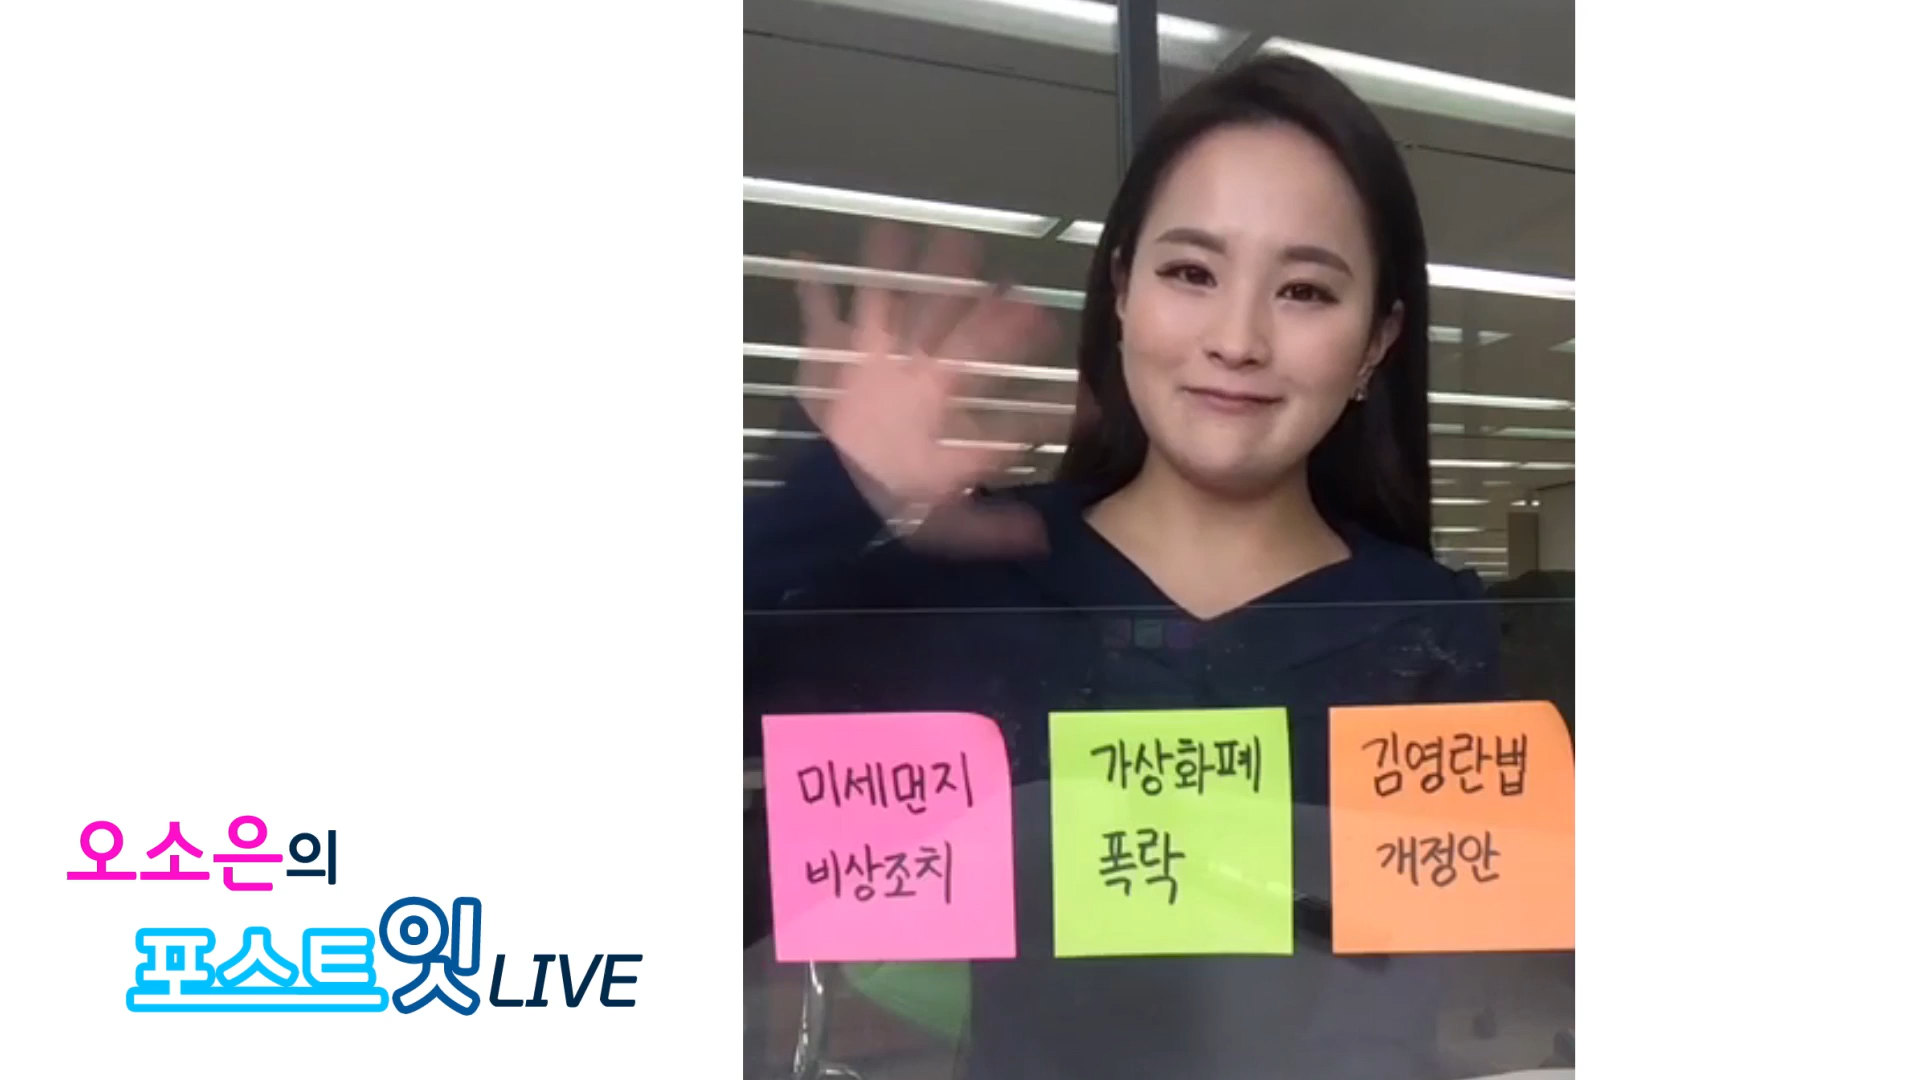 오소은의
포스트잇 LIVE
미세먼지
비상조치
가상화폐
폭락
김영란법
개정안